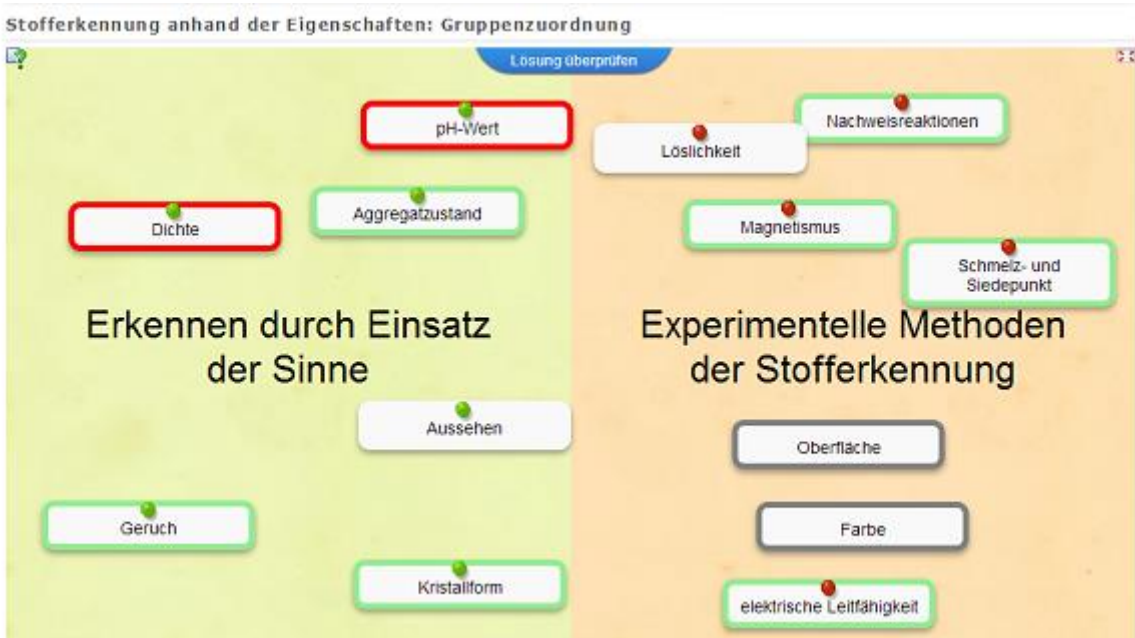 Stofferkennung anhand der Eigenschaften: Gruppenzuordnung
Lösung überprüfen
pH-Wert
Nachweisreaktionen
Löslichkeit
Dichte
Aggregatzustand
Magnetismus
Schmelz- und
Siedepunkt
Erkennen durch Einsatz
der Sinne
Experimentelle Methoden
der Stofferkennung
Aussehen
Oberfläche
Geruch
Farbe
Kristallform
elektrische Leitfähigkeit